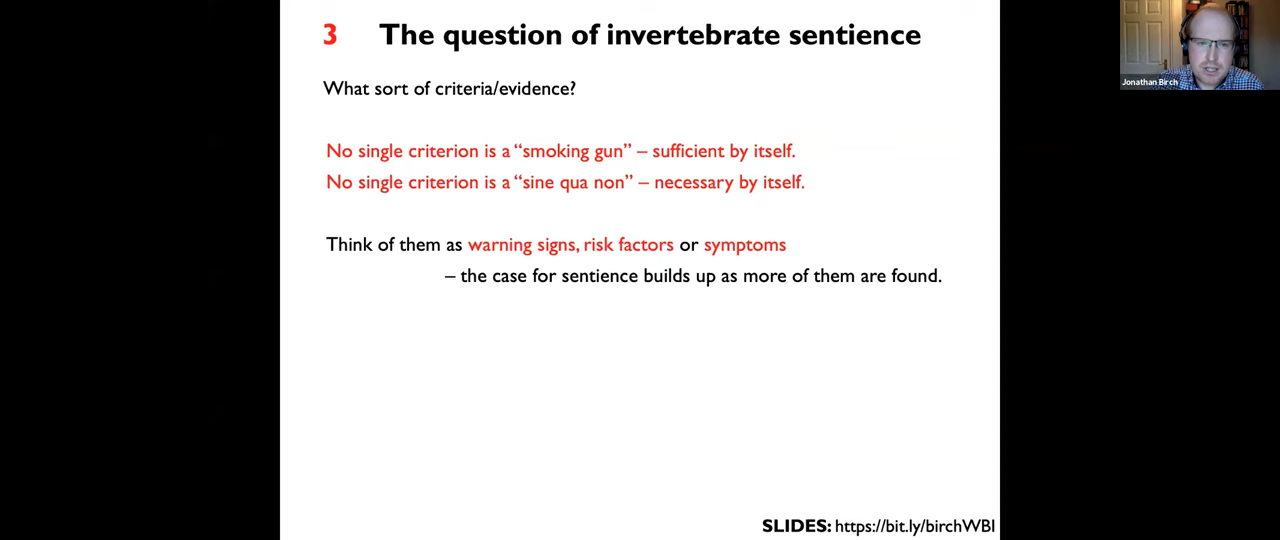 3 The question of invertebrate sentience
Jonathan Birch
What sort of criteria/evidence?
No single criterion is a “smoking gun” – sufficient by itself.
No single criterion is a “sine qua non” – necessary by itself.
Think of them as warning signs, risk factors or symptoms
– the case for sentience builds up as more of them are found.
SLIDES: https://bit.ly/birchWBI